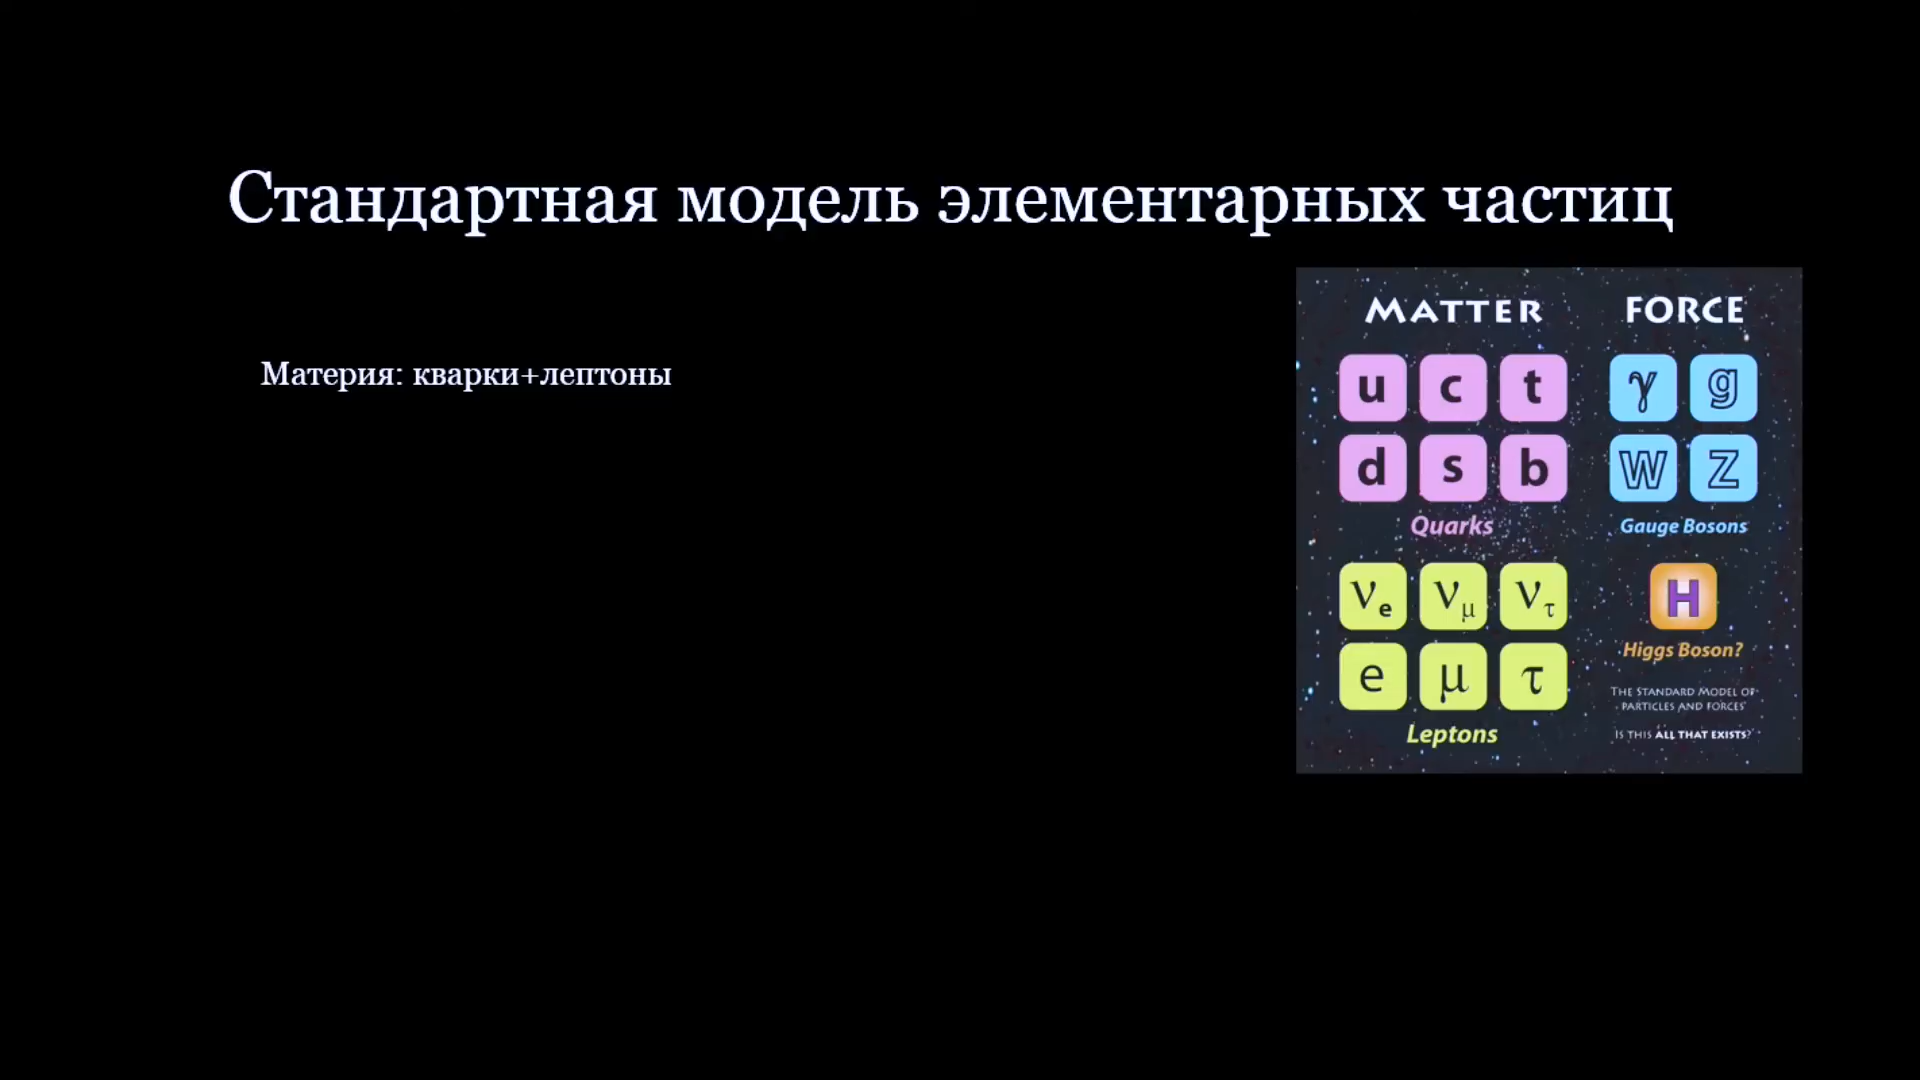 Стандартная модель элементарных частиц
Материя: кварки+лептоны
MATTER
u c t
d s b
Quarks
νe νμ ντ
e μ τ
Leptons
FORCE
γ g
W Z
Gauge Bosons
H
Higgs Boson?
THE STANDARD MODEL OF
PARTICLES AND FORCES
IS THIS ALL THAT EXISTS?